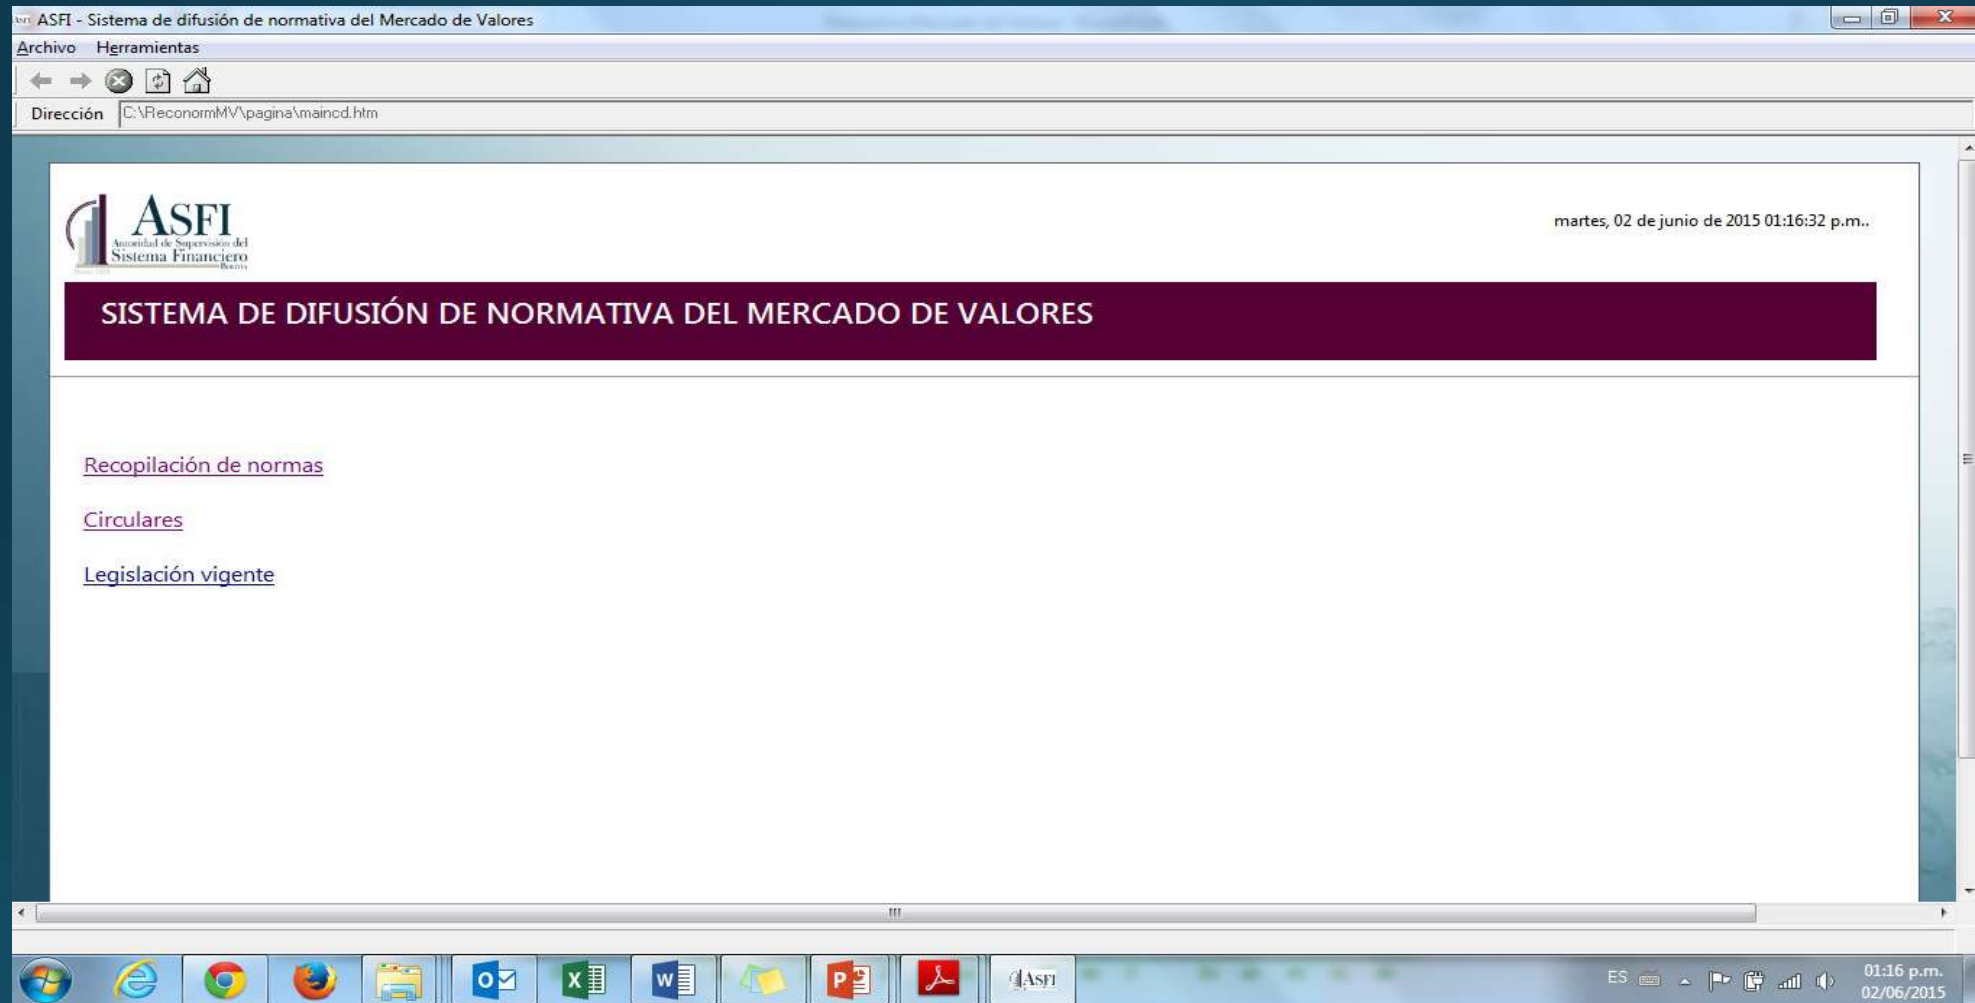 ASFI - Sistema de difusión de normativa del Mercado de Valores
Archivo Herramientas
Dirección C:\ReconormMV\pagina\maincd.htm
ASFI
Autoridad de Supervisión del
Sistema Financiero
martes, 02 de junio de 2015 01:16:32 p.m..
SISTEMA DE DIFUSIÓN DE NORMATIVA DEL MERCADO DE VALORES
Recopilación de normas
Circulares
Legislación vigente
ASFI
ES
01:16 p.m.
02/06/2015